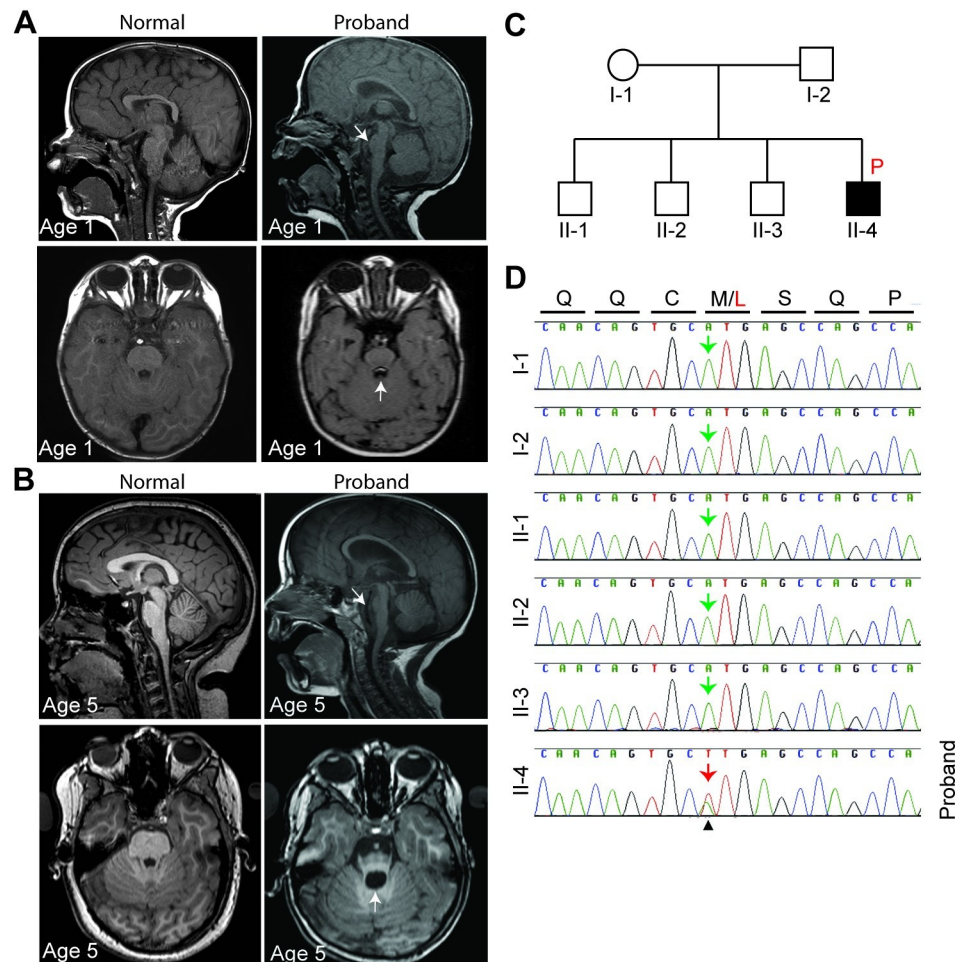 A
Normal
Proband
Age 1
Age 1
Age 1
Age 1
B
Normal
Proband
Age 5
Age 5
Age 5
Age 5
C
I-1
I-2
P
II-1
II-2
II-3
II-4
D
Q Q C M/L S Q P
I-1
C A A C A G T G C A T G A G C C A G C C A
I-2
C A A C A G T G C A T G A G C C A G C C A
II-1
C A A C A G T G C A T G A G C C A G C C A
II-2
C A A C A G T G C A T G A G C C A G C C A
II-3
C A A C A G T G C A T G A G C C A G C C A
II-4
C A A C A G T G C T T G A G C C A G C C A
Proband